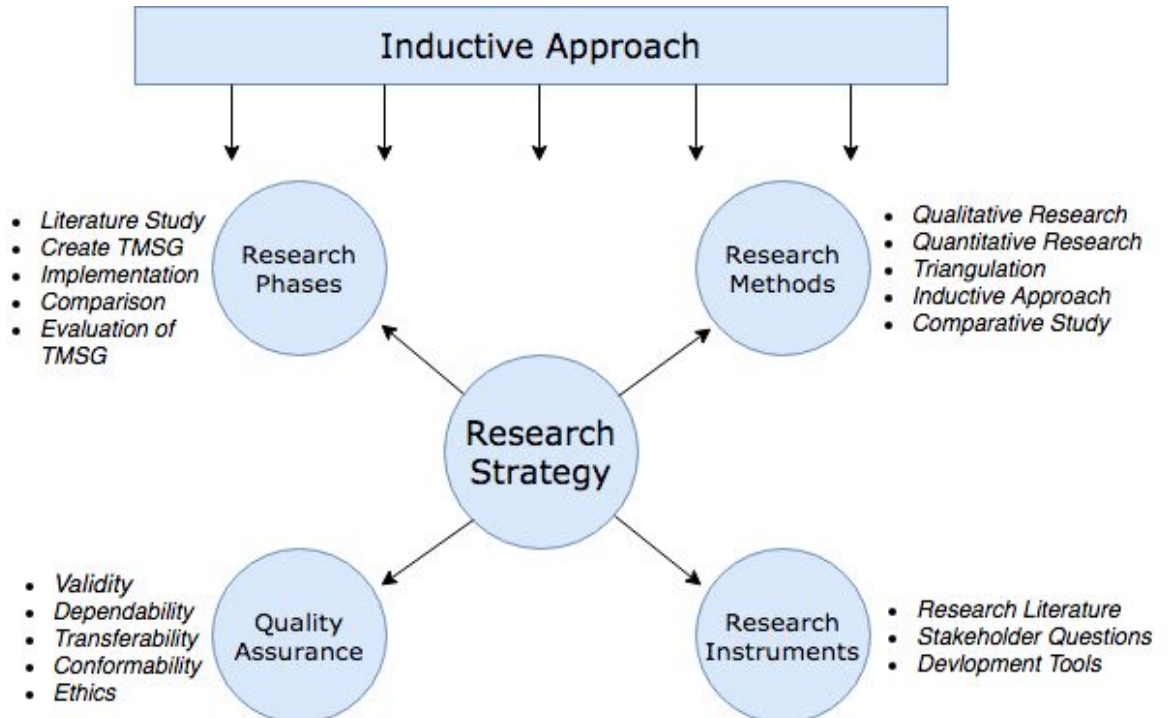 Inductive Approach
• Literature Study
• Create TMSG
• Implementation
• Comparison
• Evaluation of
TMSG
Research
Phases
Research
Methods
• Qualitative Research
• Quantitative Research
• Triangulation
• Inductive Approach
• Comparative Study
Research
Strategy
• Validity
• Dependability
• Transferability
• Conformability
• Ethics
Quality
Assurance
Research
Instruments
• Research Literature
• Stakeholder Questions
• Devlopment Tools